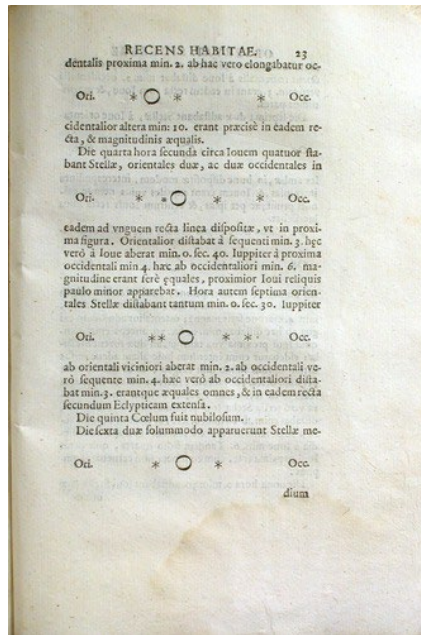 RECENS HABITAE. 23
dentalis proxima min. 2. ab hac vero elongabatur oc-
Ori. * O * * Occ.
cidentalior altera min: 10. erant præcisè in eadem re-
cta, & magnitudinis æqualis.
Die quarta hora secunda circa Iouem quatuor sta-
bant Stellæ, orientales duæ, ac duæ occidentales in
Ori. * *O * * Occ.
eadem ad vnguem recta linea dispositæ, vt in proxi-
ma figura. Orientalior distabat à sequenti min. 3. hęc
verò à Ioue aberat min. 0. sec. 40. Iuppiter à proxima
occidentali min 4. hæc ab occidentaliori min. 6. ma-
gnitudine erant ferè ęquales, proximior Ioui reliquis
paulo minor apparebat. Hora autem septima orien-
tales Stellæ distabant tantum min. 0. sec. 30. Iuppiter
Ori. ** O * * Occ.
ab orientali viciniori aberat min. 2. ab occidentali ve-
rò sequente min. 4. hæc verò ab occidentaliori dista-
bat min. 3. erantque æquales omnes, & in eadem recta
secundum Eclypticam extensa.
Die quinta Cœlum fuit nubilosum.
Die sexta duæ solummodo apparuerunt Stellæ me-
Ori. * O * Occ.
dium